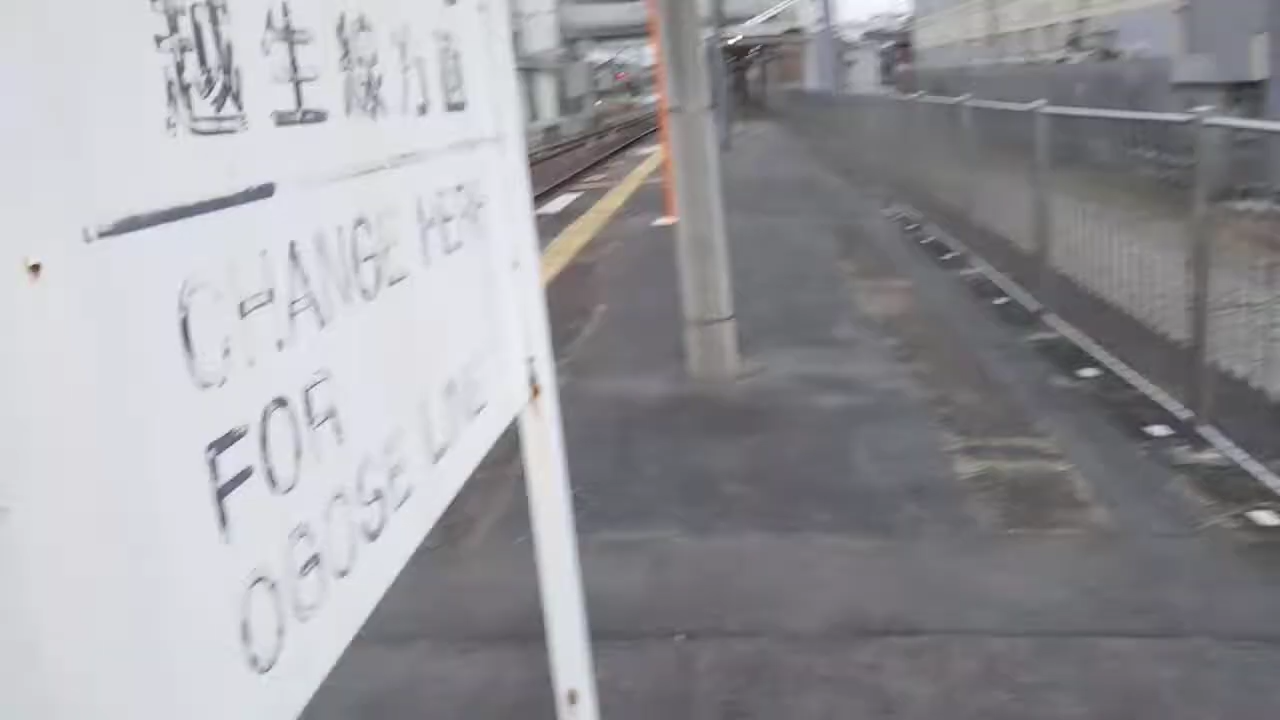 越生線方面
CHANGE HERE
FOR
OGOSE LINE